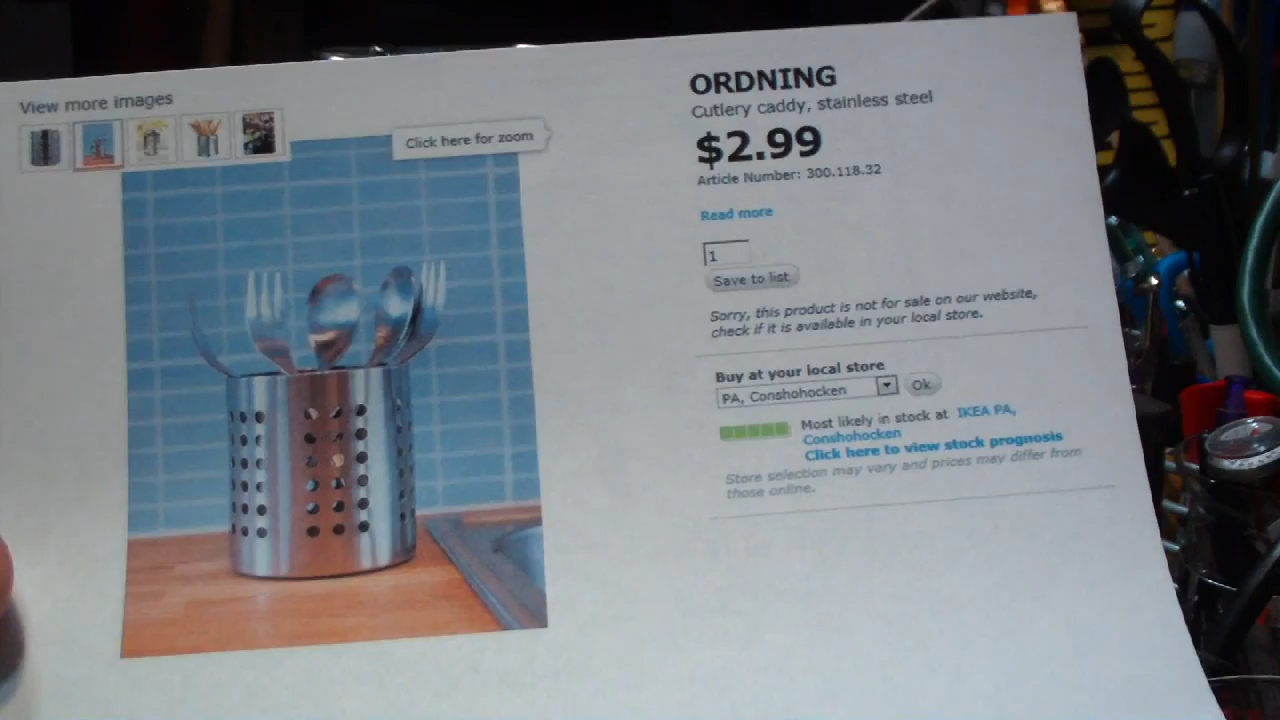 View more images
Click here for zoom
ORDNING
Cutlery caddy, stainless steel
$2.99
Article Number: 300.118.32
Read more
1
Save to list
Sorry, this product is not for sale on our website,
check if it is available in your local store.
Buy at your local store
PA, Conshohocken
Ok
Most likely in stock at IKEA PA,
Conshohocken
Click here to view stock prognosis
Store selection may vary and prices may differ from
those online.